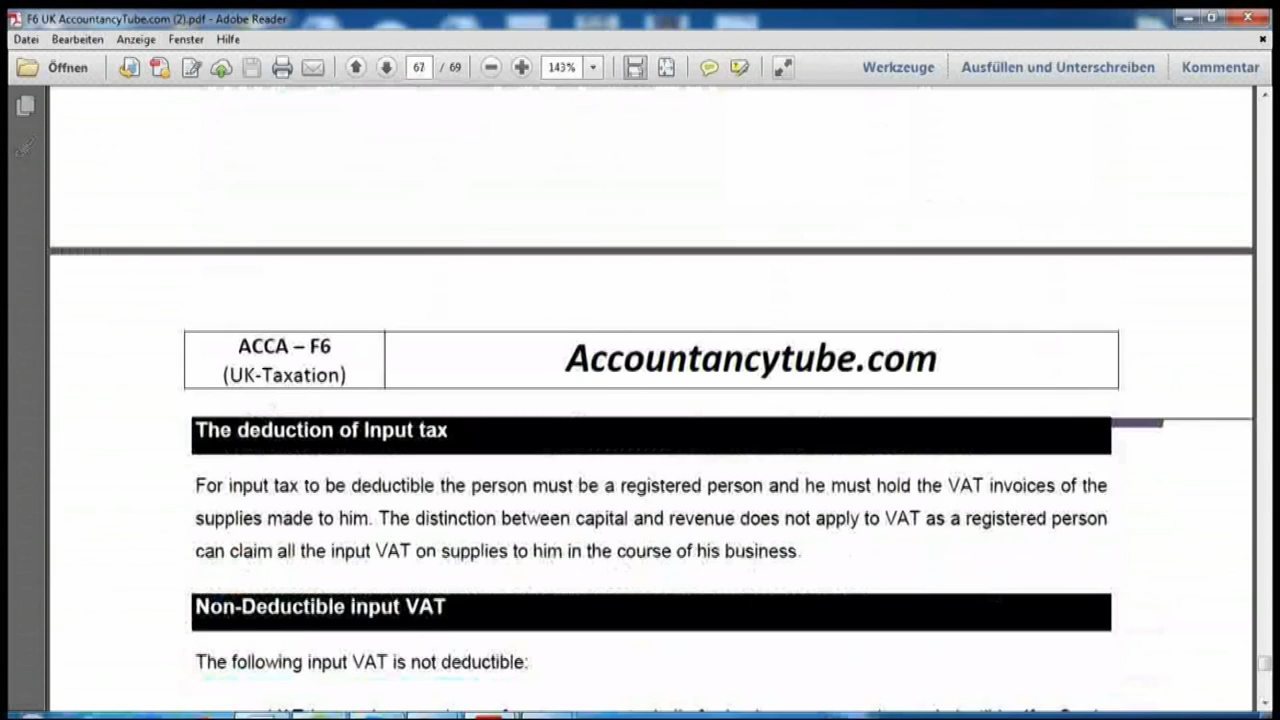 F6 UK AccountancyTube.com (2).pdf - Adobe Reader
Datei Bearbeiten Anzeige Fenster Hilfe
Öffnen 67 / 69 143% Werkzeuge Ausfüllen und Unterschreiben Kommentar
ACCA – F6
(UK-Taxation)
Accountancytube.com
The deduction of Input tax
For input tax to be deductible the person must be a registered person and he must hold the VAT invoices of the
supplies made to him. The distinction between capital and revenue does not apply to VAT as a registered person
can claim all the input VAT on supplies to him in the course of his business.
Non-Deductible input VAT
The following input VAT is not deductible: